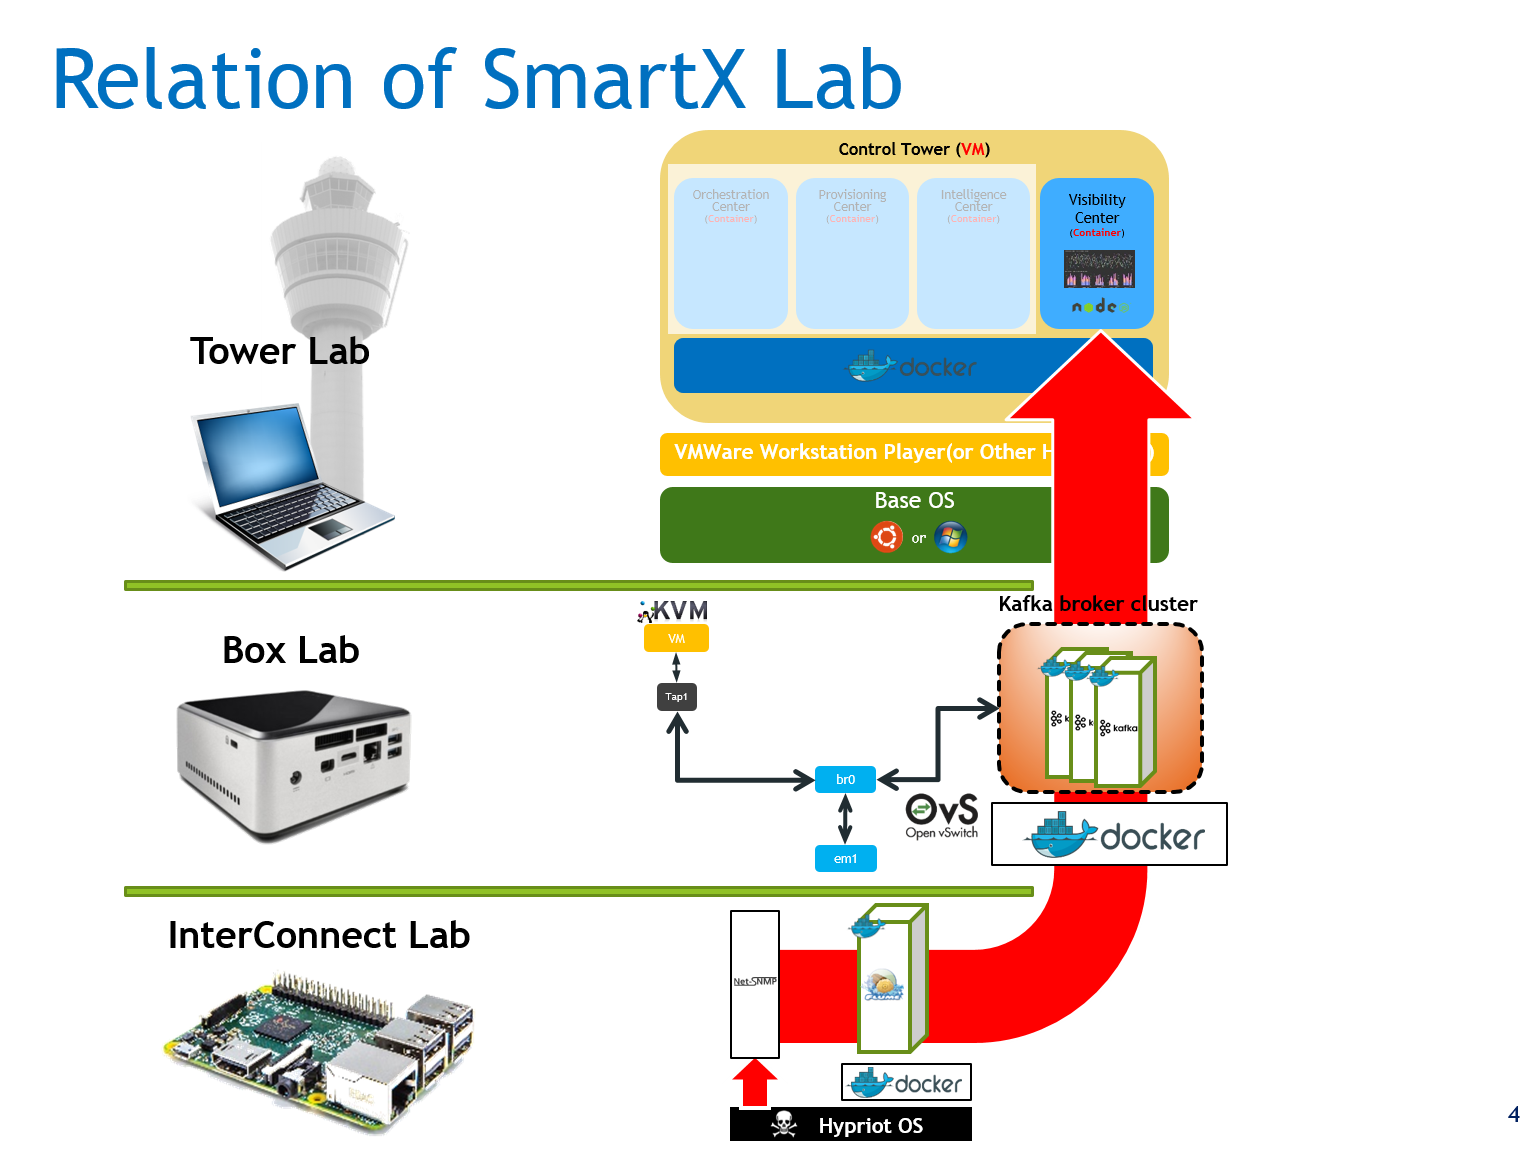 Relation of SmartX Lab
Control Tower (VM)
Orchestration
Center
(Container)
Provisioning
Center
(Container)
Intelligence
Center
(Container)
Visibility
Center
(Container)
node
docker
Tower Lab
VMWare Workstation Player(or Other H
)
Base OS
or
Kafka broker cluster
KVM
VM
Box Lab
Tap1
k
k
kafka
br0
OvS
Open vSwitch
docker
em1
InterConnect Lab
Net-SNMP
docker
Hypriot OS
4